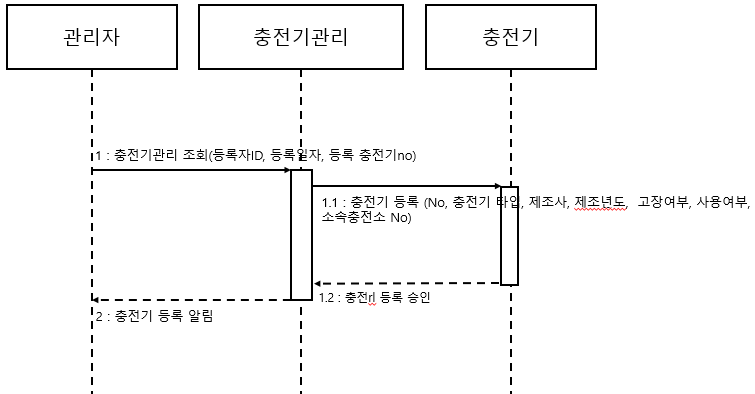 관리자
충전기관리
충전기
1 : 충전기관리 조회(등록자ID, 등록일자, 등록 충전기no)
1.1 : 충전기 등록 (No, 충전기 타입, 제조사, 제조년도,  고장여부, 사용여부,
소속충전소 No)
1.2 : 충전rl 등록 승인
2 : 충전기 등록 알림